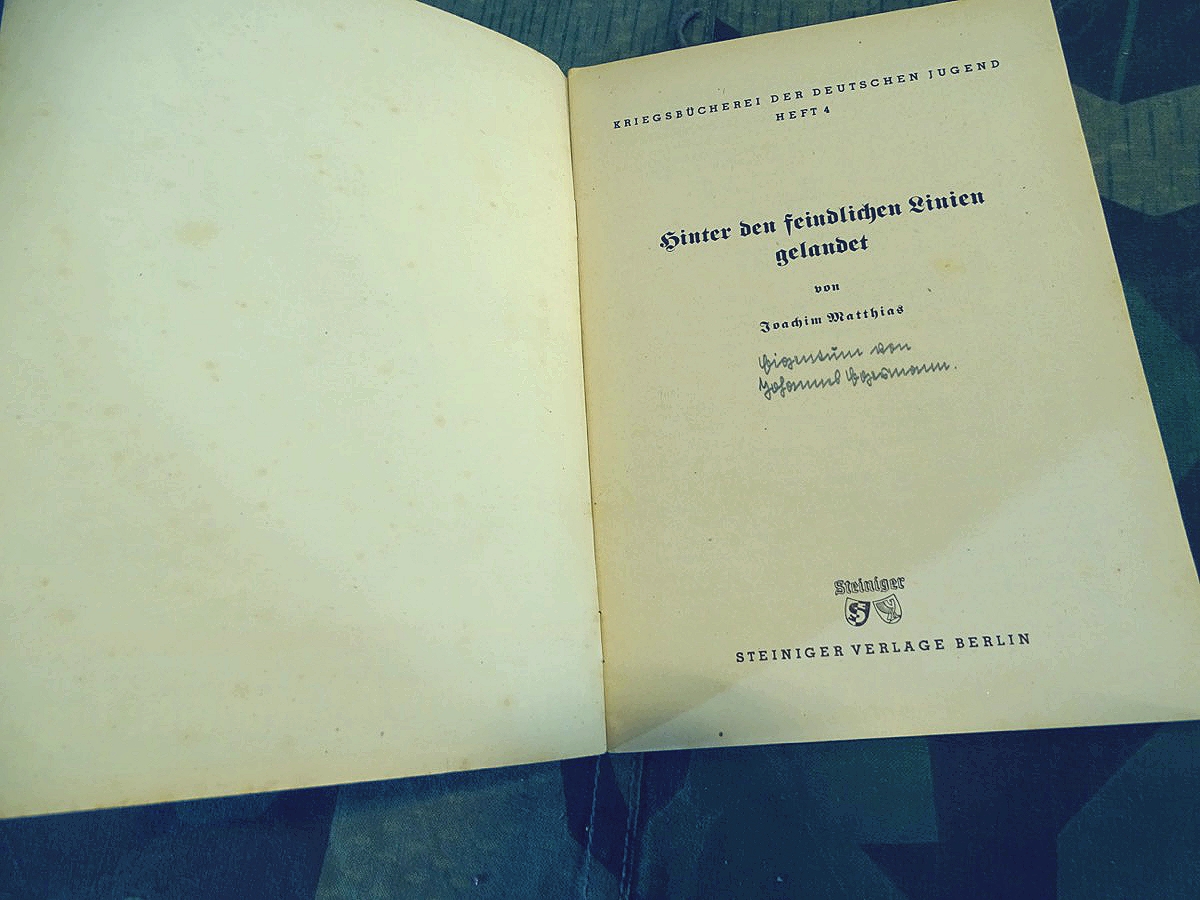 KRIEGSBÜCHEREI DER DEUTSCHEN JUGEND
HEFT 4
Hinter den feindlichen Linien
gelandet
von
Joachim Matthias
Eigentum von
Johannes
Steiniger
STEINIGER VERLAGE BERLIN